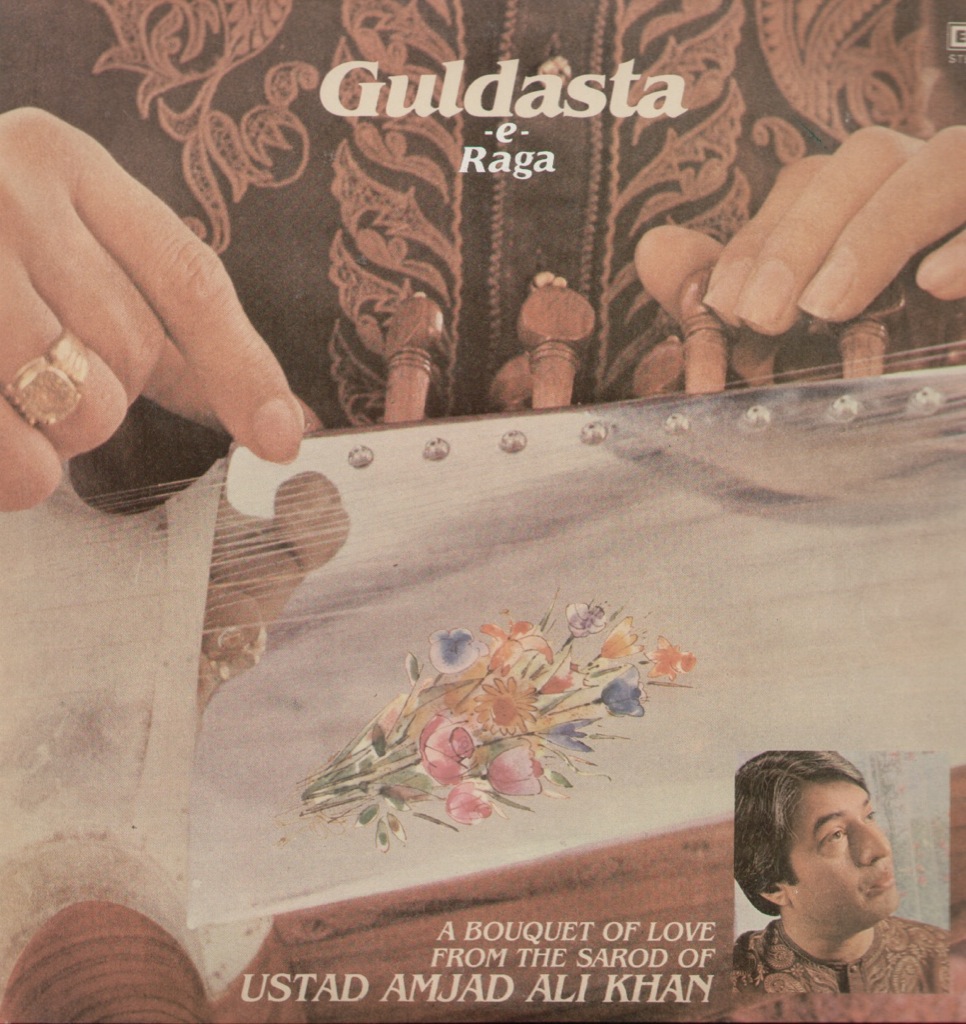 Guldasta
-e-
Raga
A BOUQUET OF LOVE
FROM THE SAROD OF
USTAD AMJAD ALI KHAN